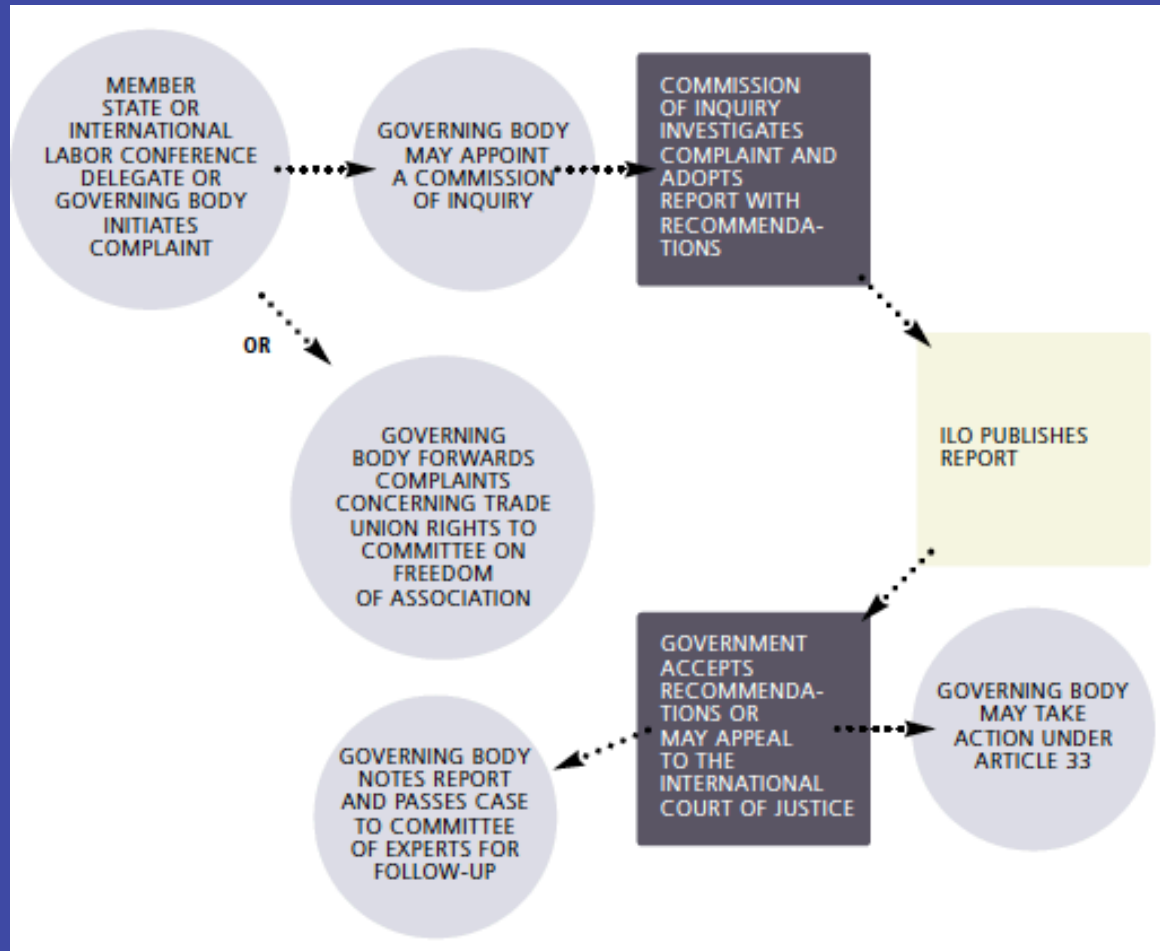 MEMBER
STATE OR
INTERNATIONAL
LABOR CONFERENCE
DELEGATE OR
GOVERNING BODY
INITIATES
COMPLAINT
GOVERNING BODY
MAY APPOINT
A COMMISSION
OF INQUIRY
COMMISSION
OF INQUIRY
INVESTIGATES
COMPLAINT AND
ADOPTS
REPORT WITH
RECOMMENDA-
TIONS
OR
GOVERNING
BODY FORWARDS
COMPLAINTS
CONCERNING TRADE
UNION RIGHTS TO
COMMITTEE ON
FREEDOM
OF ASSOCIATION
ILO PUBLISHES
REPORT
GOVERNMENT
ACCEPTS
RECOMMENDA-
TIONS OR
MAY APPEAL
TO THE
INTERNATIONAL
COURT OF JUSTICE
GOVERNING BODY
MAY TAKE
ACTION UNDER
ARTICLE 33
GOVERNING BODY
NOTES REPORT
AND PASSES CASE
TO COMMITTEE
OF EXPERTS FOR
FOLLOW-UP